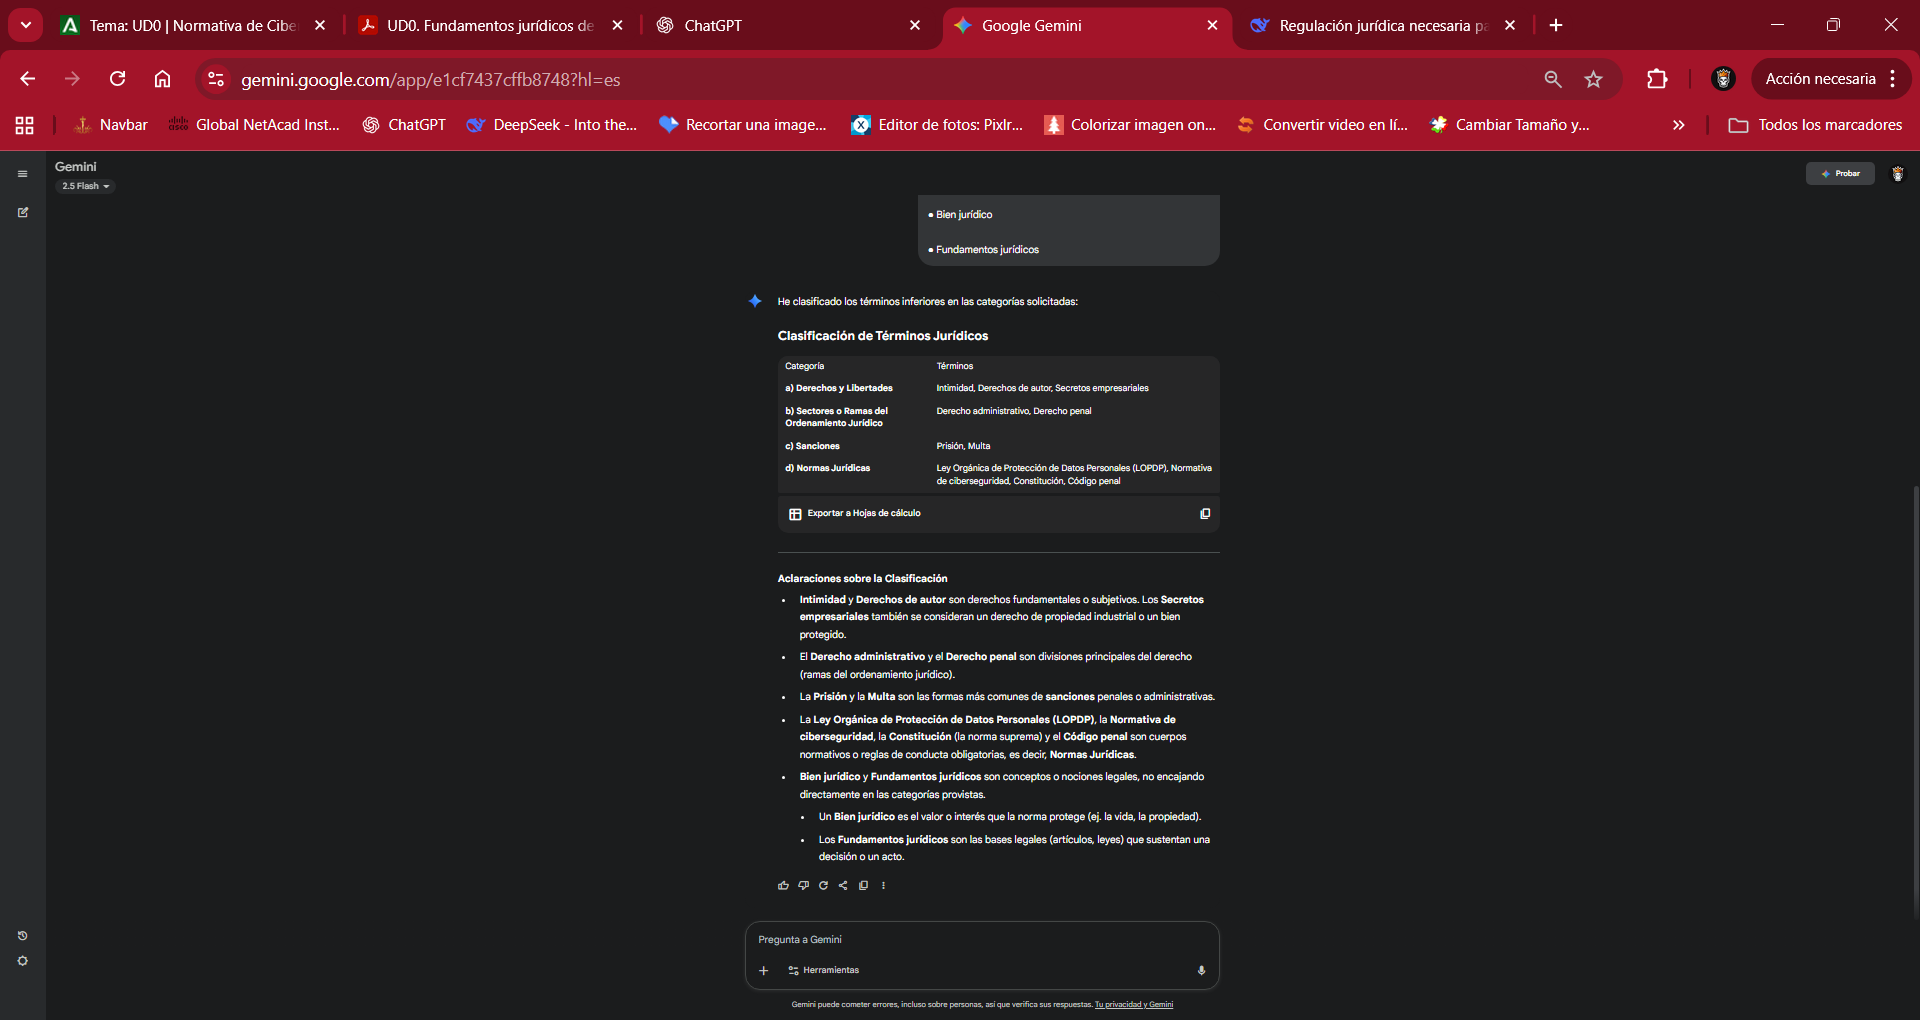 Tema: UD0 | Normativa de Cibe
UD0. Fundamentos jurídicos de
ChatGPT
Google Gemini
Regulación jurídica necesaria pa
gemini.google.com/app/e1cf7437cffb8748?hl=es
Acción necesaria
Navbar
Global NetAcad Inst...
ChatGPT
DeepSeek - Into the...
Recortar una image...
Editor de fotos: Pixlr...
Colorizar imagen on...
Convertir video en lí...
Cambiar Tamaño y...
Todos los marcadores
Gemini
2.5 Flash
Probar
• Bien jurídico
• Fundamentos jurídicos
He clasificado los términos inferiores en las categorías solicitadas:
Clasificación de Términos Jurídicos
Categoría Términos
a) Derechos y Libertades Intimidad, Derechos de autor, Secretos empresariales
b) Sectores o Ramas del Derecho administrativo, Derecho penal
Ordenamiento Jurídico
c) Sanciones Prisión, Multa
d) Normas Jurídicas Ley Orgánica de Protección de Datos Personales (LOPDP), Normativa
de ciberseguridad, Constitución, Código penal
Exportar a Hojas de cálculo
Aclaraciones sobre la Clasificación
• Intimidad y Derechos de autor son derechos fundamentales o subjetivos. Los Secretos
empresariales también se consideran un derecho de propiedad industrial o un bien
protegido.
• El Derecho administrativo y el Derecho penal son divisiones principales del derecho
(ramas del ordenamiento jurídico).
• La Prisión y la Multa son las formas más comunes de sanciones penales o administrativas.
• La Ley Orgánica de Protección de Datos Personales (LOPDP), la Normativa de
ciberseguridad, la Constitución (la norma suprema) y el Código penal son cuerpos
normativos o reglas de conducta obligatorias, es decir, Normas Jurídicas.
• Bien jurídico y Fundamentos jurídicos son conceptos o nociones legales, no encajando
directamente en las categorías provistas.
• Un Bien jurídico es el valor o interés que la norma protege (ej. la vida, la propiedad).
• Los Fundamentos jurídicos son las bases legales (artículos, leyes) que sustentan una
decisión o un acto.
Pregunta a Gemini
Herramientas
Gemini puede cometer errores, incluso sobre personas, así que verifica sus respuestas. Tu privacidad y Gemini